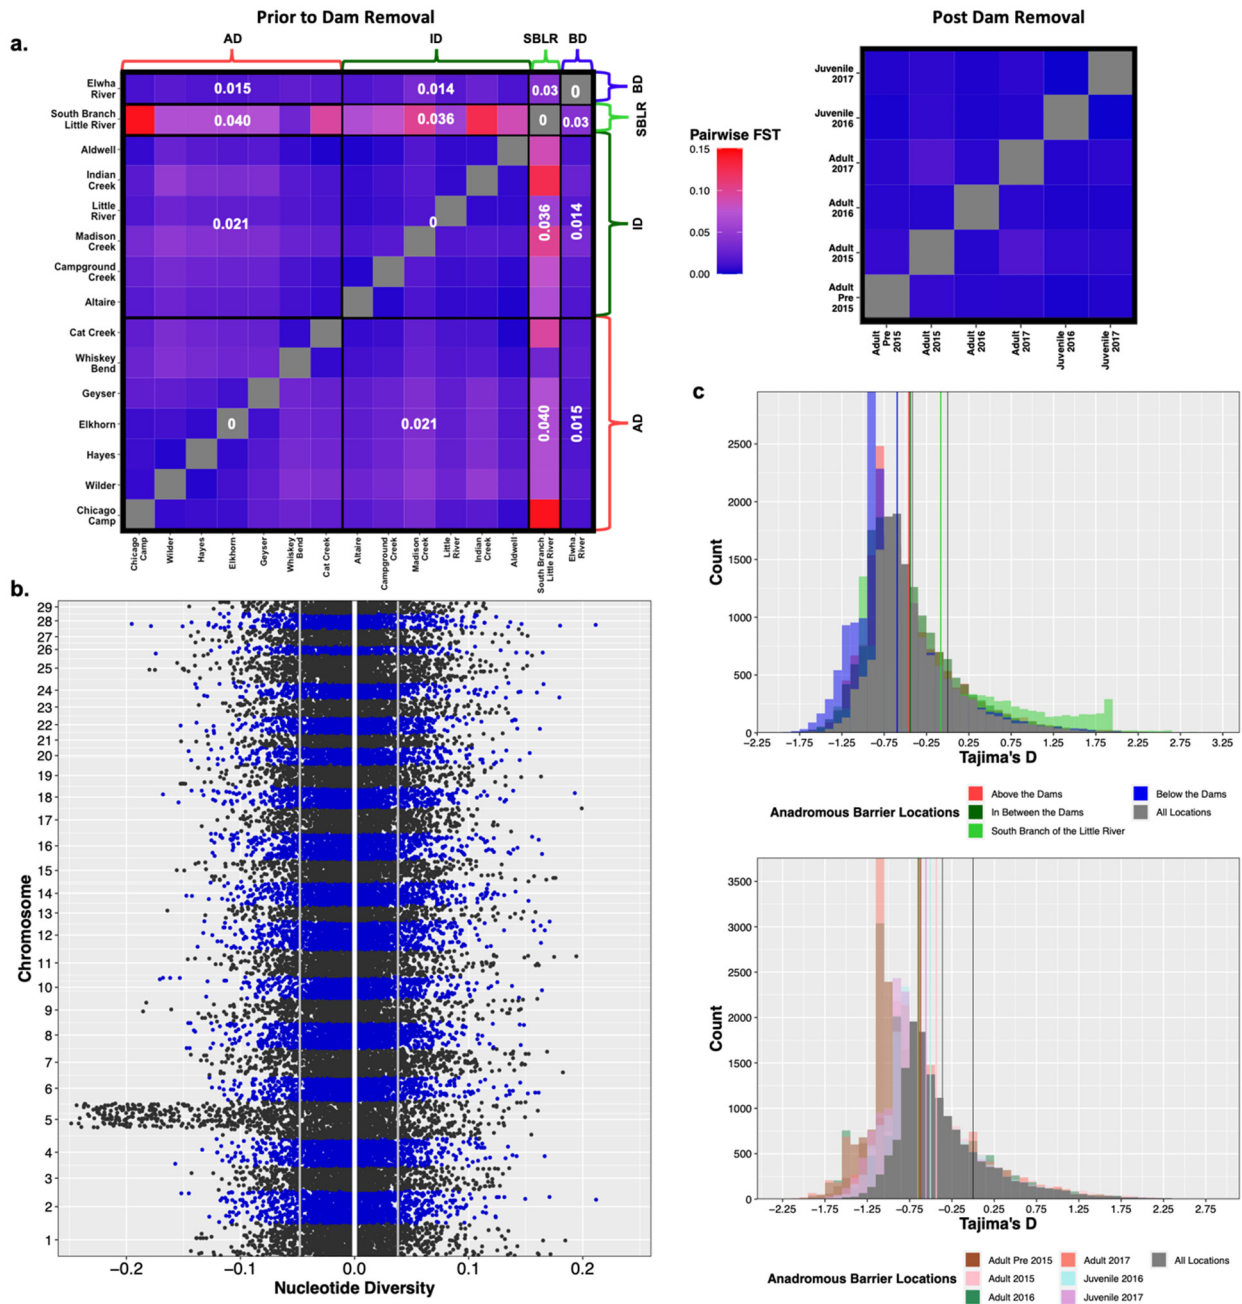 Prior to Dam Removal
Post Dam Removal
a.
AD
ID
SBLR
BD
Elwha
River
South Branch
Little River
Aldwell
Indian
Creek
Little
River
Madison
Creek
Campground
Creek
Altaire
Cat Creek
Whiskey
Bend
Geyser
Elkhorn
Hayes
Wilder
Chicago
Camp
0.015
0.014
0.03
0
0.040
0.036
0
0.03
0.021
0
0.036
0.014
0
0.021
0.040
0.015
BD
SBLR
ID
AD
Chicago
Camp
Wilder
Hayes
Elkhorn
Geyser
Whiskey
Bend
Cat Creek
Altaire
Campground
Creek
Madison
Creek
Little
River
Indian
Creek
Aldwell
South Branch
Little River
Elwha
River
Pairwise FST
0.15
0.10
0.05
0.00
Juvenile
2017
Juvenile
2016
Adult
2017
Adult
2016
Adult
2015
Adult
Pre
2015
Adult
Pre
2015
Adult
2015
Adult
2016
Adult
2017
Juvenile
2016
Juvenile
2017
b.
Chromosome
29
28
27
26
25
24
23
22
21
20
19
18
17
16
15
14
13
12
11
10
9
8
7
6
5
4
3
2
1
−0.2
−0.1
0.0
0.1
0.2
Nucleotide Diversity
c
Count
2500
2000
1500
1000
500
0
−2.25
−1.75
−1.25
−0.75
−0.25
0.25
0.75
1.25
1.75
2.25
2.75
3.25
Tajima's D
Anadromous Barrier Locations
Above the Dams
In Between the Dams
South Branch of the Little River
Below the Dams
All Locations
Count
3500
3000
2500
2000
1500
1000
500
0
−2.25
−1.75
−1.25
−0.75
−0.25
0.25
0.75
1.25
1.75
2.25
2.75
Tajima's D
Anadromous Barrier Locations
Adult Pre 2015
Adult 2015
Adult 2016
Adult 2017
Juvenile 2016
Juvenile 2017
All Locations